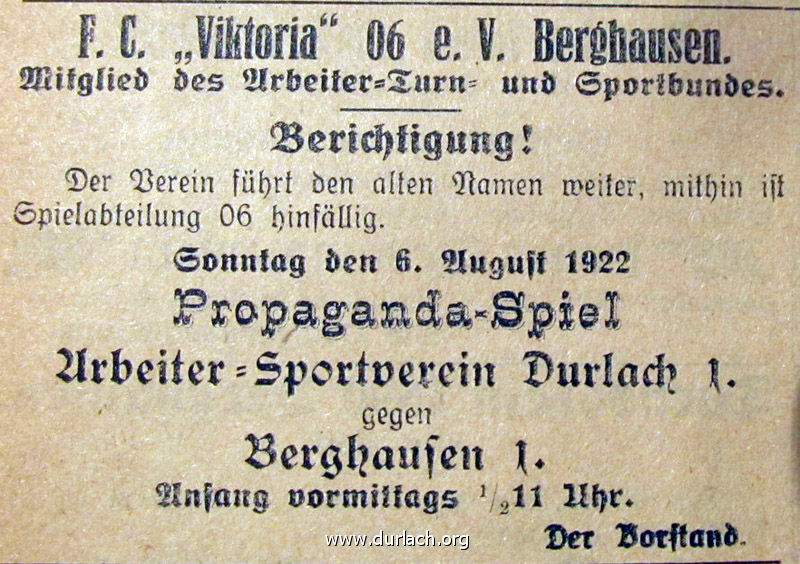 F. C. „Viktoria“ 06 e. V. Berghausen.
Mitglied des Arbeiter-Turn- und Sportbundes.
Berichtigung!
Der Verein führt den alten Namen weiter, mithin ist
Spielabteilung 06 hinfällig.
Sonntag den 6. August 1922
Propaganda-Spiel
Arbeiter-Sportverein Durlach 1.
gegen
Berghausen 1.
Anfang vormittags 1/2 11 Uhr.
Der Vorstand.
www.durlach.org